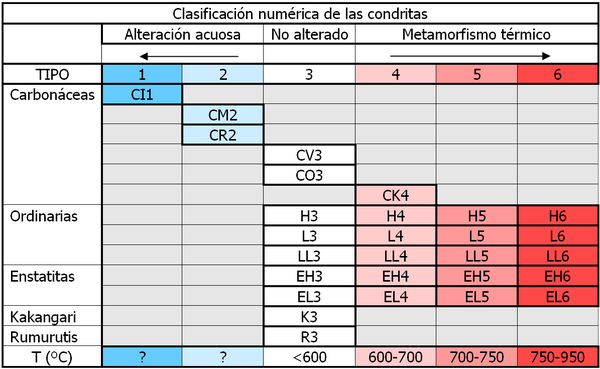 Clasificación numérica de las condritas
Alteración acuosa No alterado Metamorfismo térmico
TIPO 1 2 3 4 5 6
Carbonáceas CI1
CM2
CR2
CV3
CO3
CK4
Ordinarias H3 H4 H5 H6
L3 L4 L5 L6
LL3 LL4 LL5 LL6
Enstatitas EH3 EH4 EH5 EH6
EL3 EL4 EL5 EL6
Kakangari K3
Rumurutis R3
T (ºC) ? ? <600 600-700 700-750 750-950